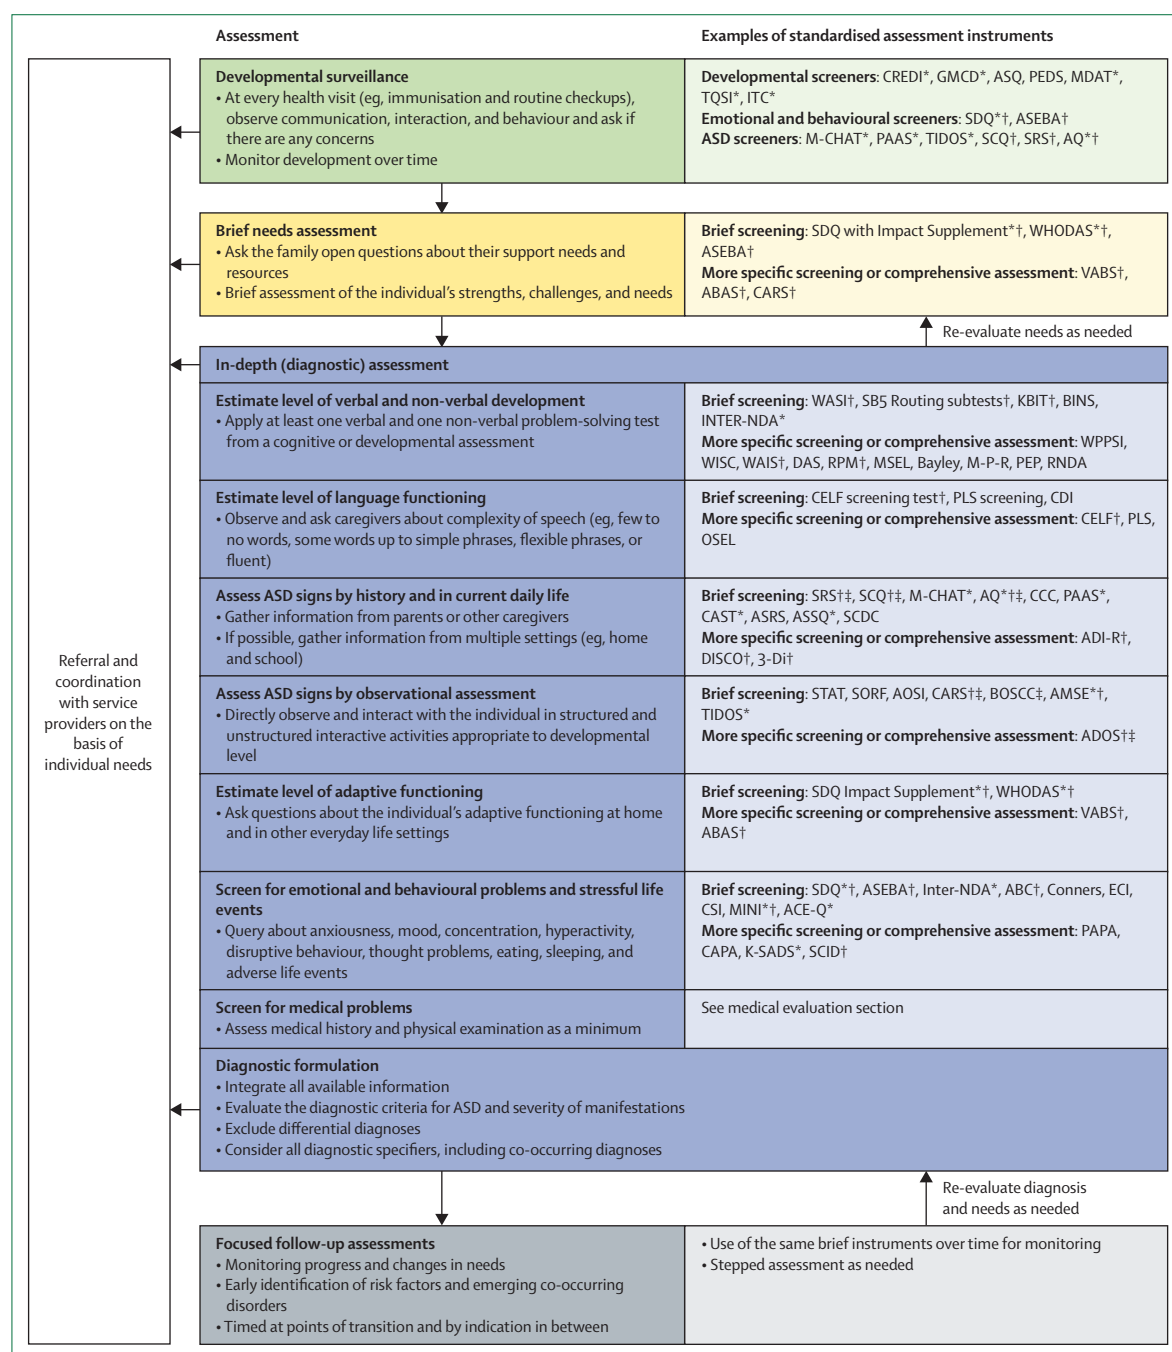 Assessment
Examples of standardised assessment instruments
Developmental surveillance
• At every health visit (eg, immunisation and routine checkups),
observe communication, interaction, and behaviour and ask if
there are any concerns
• Monitor development over time
Developmental screeners: CREDI*, GMCD*, ASQ, PEDS, MDAT*,
TQSI*, ITC*
Emotional and behavioural screeners: SDQ*†, ASEBA†
ASD screeners: M-CHAT*, PAAS*, TIDOS*, SCQ†, SRS†, AQ*†
Brief needs assessment
• Ask the family open questions about their support needs and
resources
• Brief assessment of the individual's strengths, challenges, and needs
Brief screening: SDQ with Impact Supplement*†, WHODAS*†,
ASEBA†
More specific screening or comprehensive assessment: VABS†,
ABAS†, CARS†
Re-evaluate needs as needed
In-depth (diagnostic) assessment
Estimate level of verbal and non-verbal development
• Apply at least one verbal and one non-verbal problem-solving test
from a cognitive or developmental assessment
Brief screening: WASI†, SB5 Routing subtests†, KBIT†, BINS,
INTER-NDA*
More specific screening or comprehensive assessment: WPPSI,
WISC, WAIS†, DAS, RPM†, MSEL, Bayley, M-P-R, PEP, RNDA
Estimate level of language functioning
• Observe and ask caregivers about complexity of speech (eg, few to
no words, some words up to simple phrases, flexible phrases, or
fluent)
Brief screening: CELF screening test†, PLS screening, CDI
More specific screening or comprehensive assessment: CELF†, PLS,
OSEL
Assess ASD signs by history and in current daily life
• Gather information from parents or other caregivers
• If possible, gather information from multiple settings (eg, home
and school)
Brief screening: SRS†‡, SCQ†‡, M-CHAT*, AQ*†‡, CCC, PAAS*,
CAST*, ASRS, ASSQ*, SCDC
More specific screening or comprehensive assessment: ADI-R†,
DISCO†, 3-Di†
Referral and
coordination
with service
providers on the
basis of
individual needs
Assess ASD signs by observational assessment
• Directly observe and interact with the individual in structured and
unstructured interactive activities appropriate to developmental
level
Brief screening: STAT, SORF, AOSI, CARS†‡, BOSCC‡, AMSE*†,
TIDOS*
More specific screening or comprehensive assessment: ADOS†‡
Estimate level of adaptive functioning
• Ask questions about the individual's adaptive functioning at home
and in other everyday life settings
Brief screening: SDQ Impact Supplement*†, WHODAS*†
More specific screening or comprehensive assessment: VABS†,
ABAS†
Screen for emotional and behavioural problems and stressful life
events
• Query about anxiousness, mood, concentration, hyperactivity,
disruptive behaviour, thought problems, eating, sleeping, and
adverse life events
Brief screening: SDQ*†, ASEBA†, Inter-NDA*, ABC†, Conners, ECI,
CSI, MINI*†, ACE-Q*
More specific screening or comprehensive assessment: PAPA,
CAPA, K-SADS*, SCID†
Screen for medical problems
• Assess medical history and physical examination as a minimum
See medical evaluation section
Diagnostic formulation
• Integrate all available information
• Evaluate the diagnostic criteria for ASD and severity of manifestations
• Exclude differential diagnoses
• Consider all diagnostic specifiers, including co-occurring diagnoses
Re-evaluate diagnosis
and needs as needed
Focused follow-up assessments
• Monitoring progress and changes in needs
• Early identification of risk factors and emerging co-occurring
disorders
• Timed at points of transition and by indication in between
• Use of the same brief instruments over time for monitoring
• Stepped assessment as needed